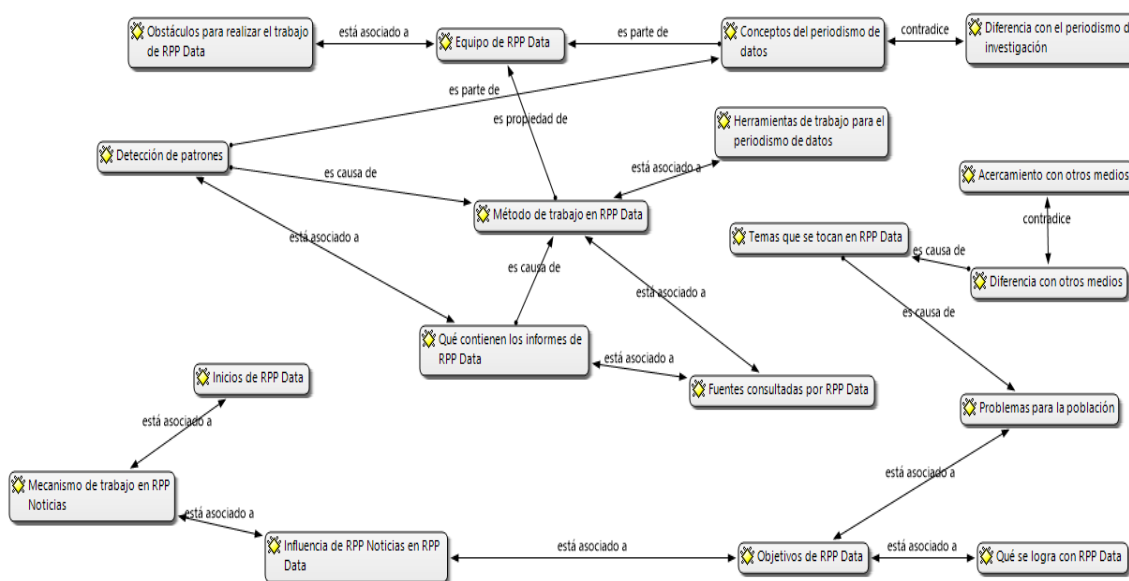 Obstáculos para realizar el trabajo
de RPP Data
está asociado a
Equipo de RPP Data
es parte de
Conceptos del periodismo de
datos
contradice
Diferencia con el periodismo de
investigación
es parte de
es propiedad de
Herramientas de trabajo para el
periodismo de datos
Detección de patrones
es causa de
está asociado a
Acercamiento con otros medios
contradice
Método de trabajo en RPP Data
está asociado a
Temas que se tocan en RPP Data
es causa de
Diferencia con otros medios
es causa de
está asociado a
es causa de
Qué contienen los informes de
RPP Data
está asociado a
Fuentes consultadas por RPP Data
Inicios de RPP Data
Problemas para la población
está asociado a
está asociado a
Mecanismo de trabajo en RPP
Noticias
está asociado a
Influencia de RPP Noticias en RPP
Data
está asociado a
Objetivos de RPP Data
está asociado a
Qué se logra con RPP Data